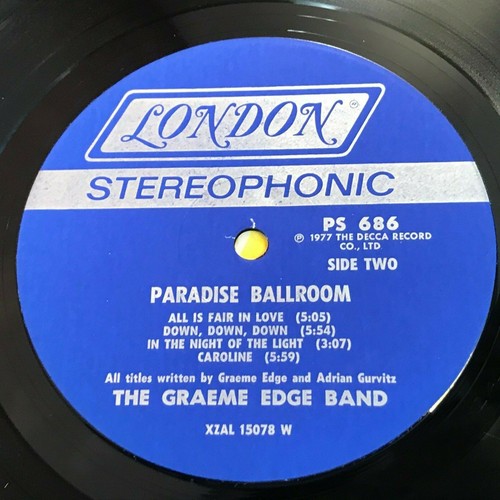 LONDON
STEREOPHONIC
PS 686
℗ 1977 THE DECCA RECORD
CO., LTD
SIDE TWO
PARADISE BALLROOM
ALL IS FAIR IN LOVE (5:05)
DOWN, DOWN, DOWN (5:54)
IN THE NIGHT OF THE LIGHT (3:07)
CAROLINE (5:59)
All titles written by Graeme Edge and Adrian Gurvitz
THE GRAEME EDGE BAND
XZAL 15078 W